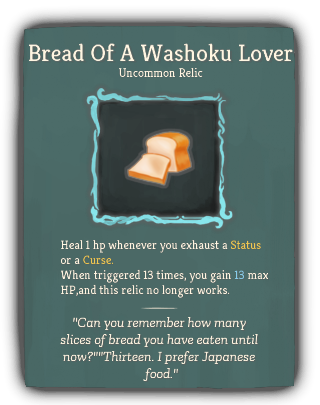 Bread Of A Washoku Lover
Uncommon Relic
Heal 1 hp whenever you exhaust a Status
or a Curse.
When triggered 13 times, you gain 13 max
HP,and this relic no longer works.
"Can you remember how many
slices of bread you have eaten until
now?""Thirteen. I prefer Japanese
food."